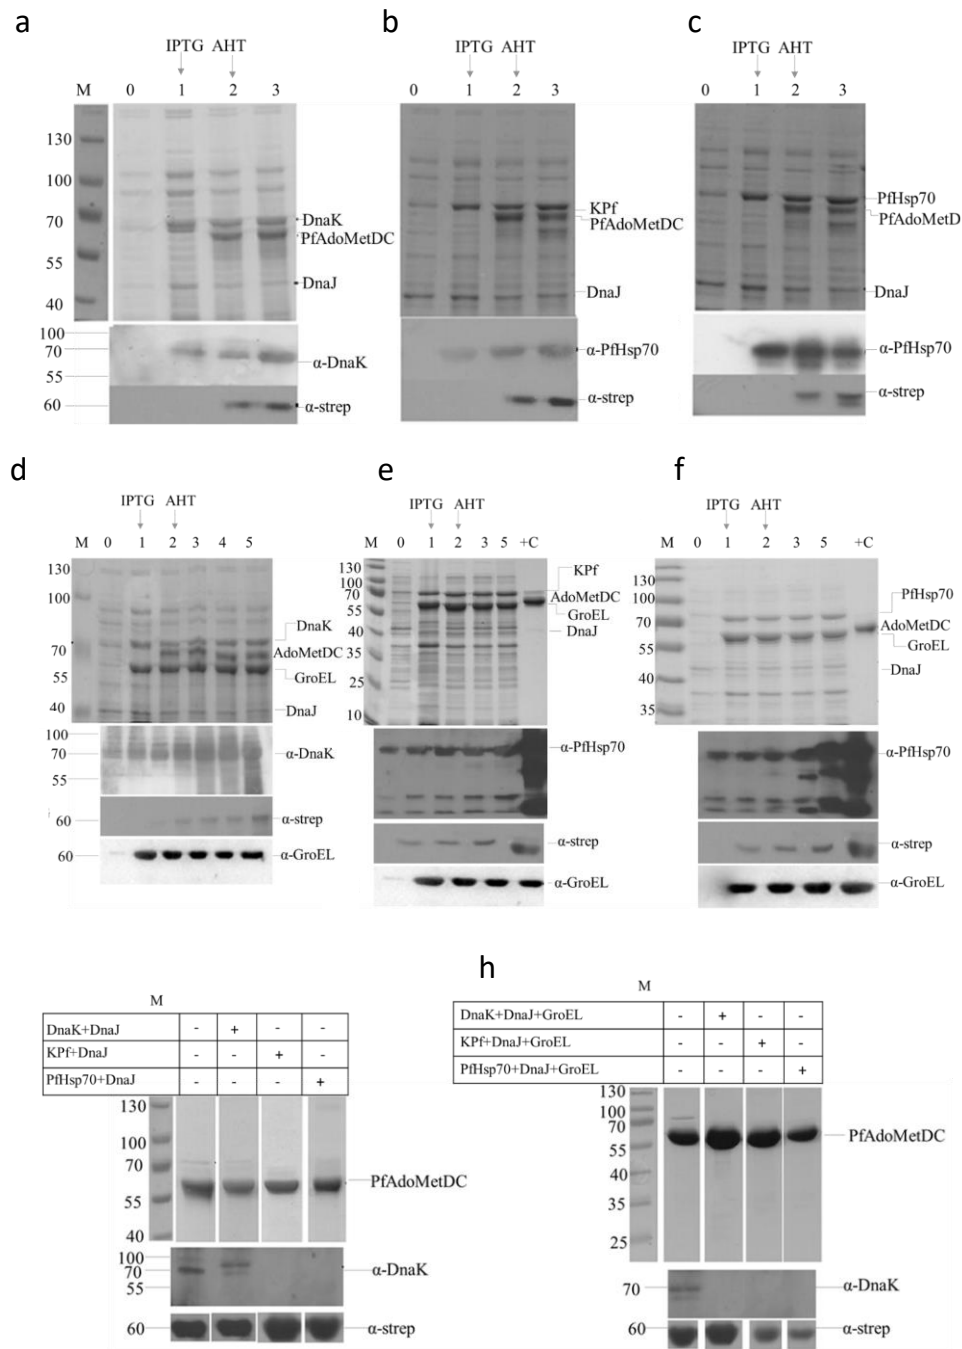 a
IPTG AHT
M 0 1 2 3
130
100
70
55
40
DnaK
PfAdoMetDC
DnaJ
100
70
55
α-DnaK
60
α-strep
b
IPTG AHT
0 1 2 3
KPf
PfAdoMetDC
DnaJ
α-PfHsp70
α-strep
c
IPTG AHT
0 1 2 3
PfHsp70
PfAdoMetD
DnaJ
α-PfHsp70
α-strep
d
IPTG AHT
M 0 1 2 3 4 5
130
100
70
55
40
DnaK
AdoMetDC
GroEL
DnaJ
100
70
55
α-DnaK
60
α-strep
60
α-GroEL
e
IPTG AHT
M 0 1 2 3 5 +C
130
100
70
55
40
35
25
10
KPf
AdoMetDC
GroEL
DnaJ
α-PfHsp70
α-strep
α-GroEL
f
IPTG AHT
M 0 1 2 3 5 +C
130
100
70
55
40
35
PfHsp70
AdoMetDC
GroEL
DnaJ
α-PfHsp70
α-strep
α-GroEL
M
DnaK+DnaJ - + - -
KPf+DnaJ - - +
PfHsp70+DnaJ - - +
130
100
70
55
40
PfAdoMetDC
100
70
55
α-DnaK
60
α-strep
h
M
DnaK+DnaJ+GroEL - + - -
KPf+DnaJ+GroEL - - + -
PfHsp70+DnaJ+GroEL - - - +
130
100
70
55
40
35
25
PfAdoMetDC
70
α-DnaK
60
α-strep